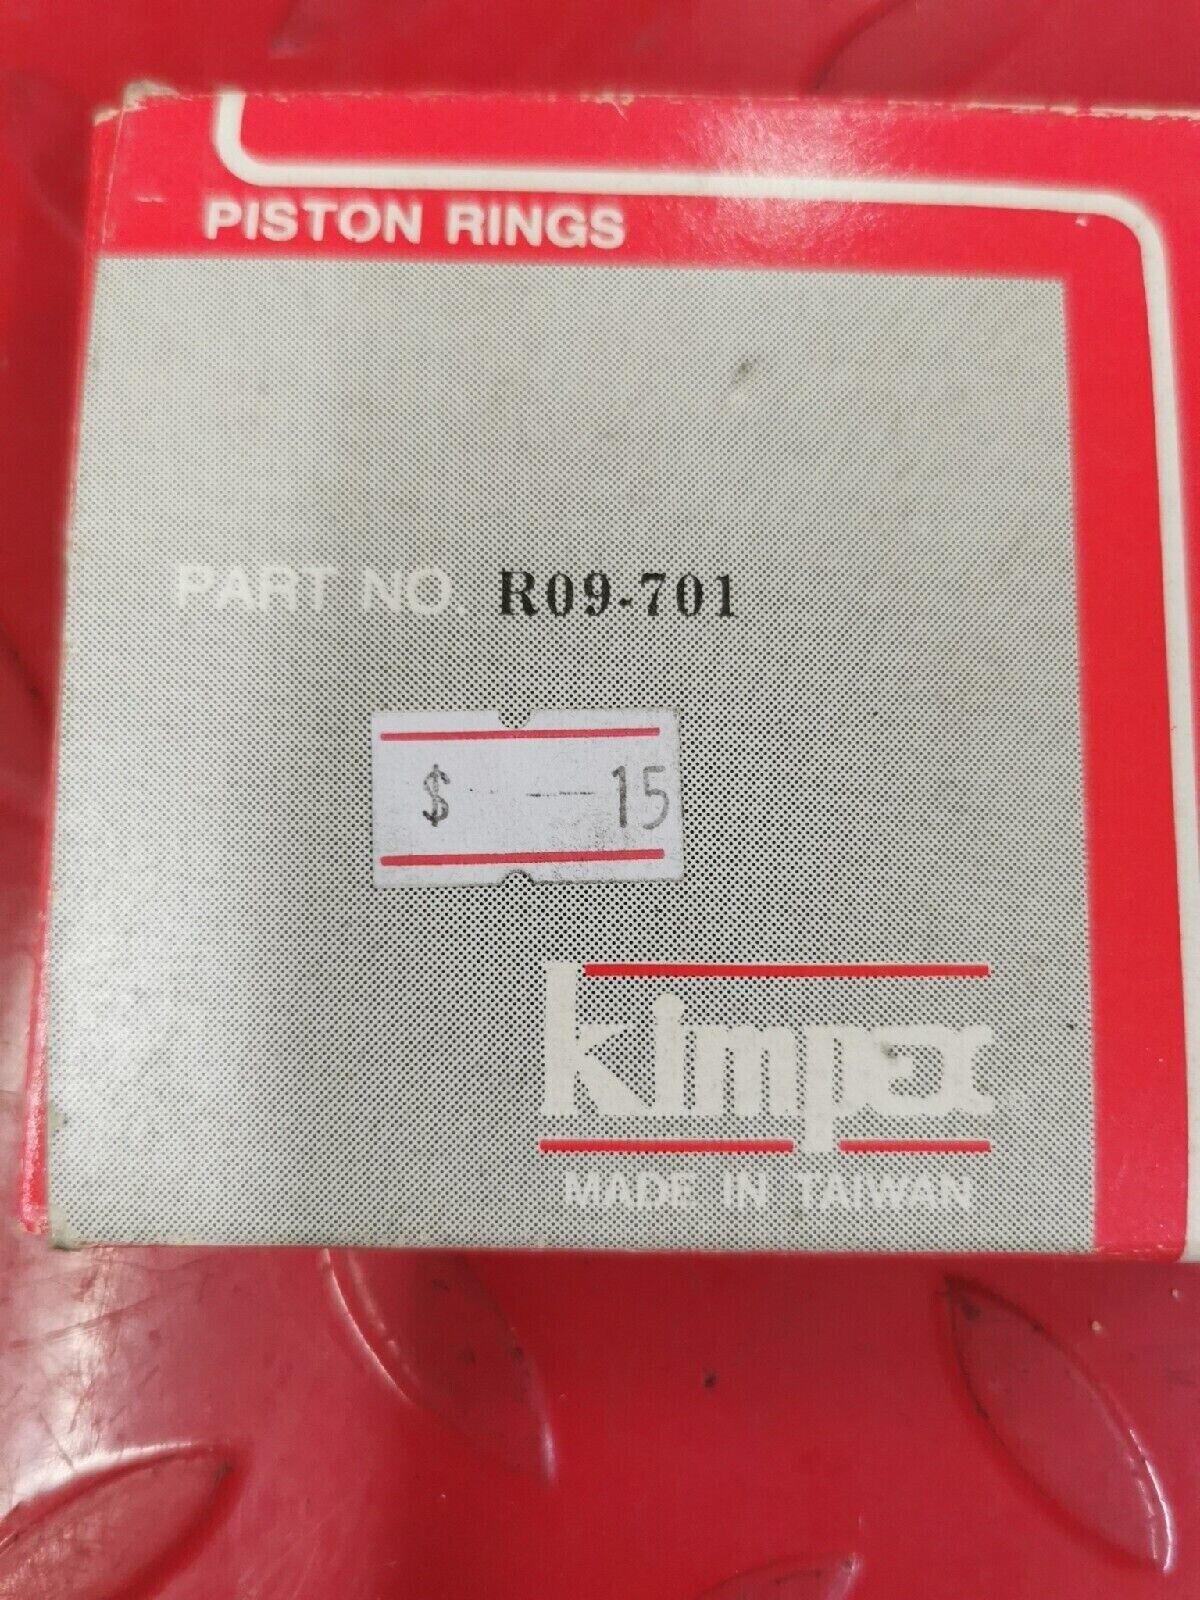 PISTON RINGS
PART NO. R09-701
$ - — 15
kimpex
MADE IN TAIWAN